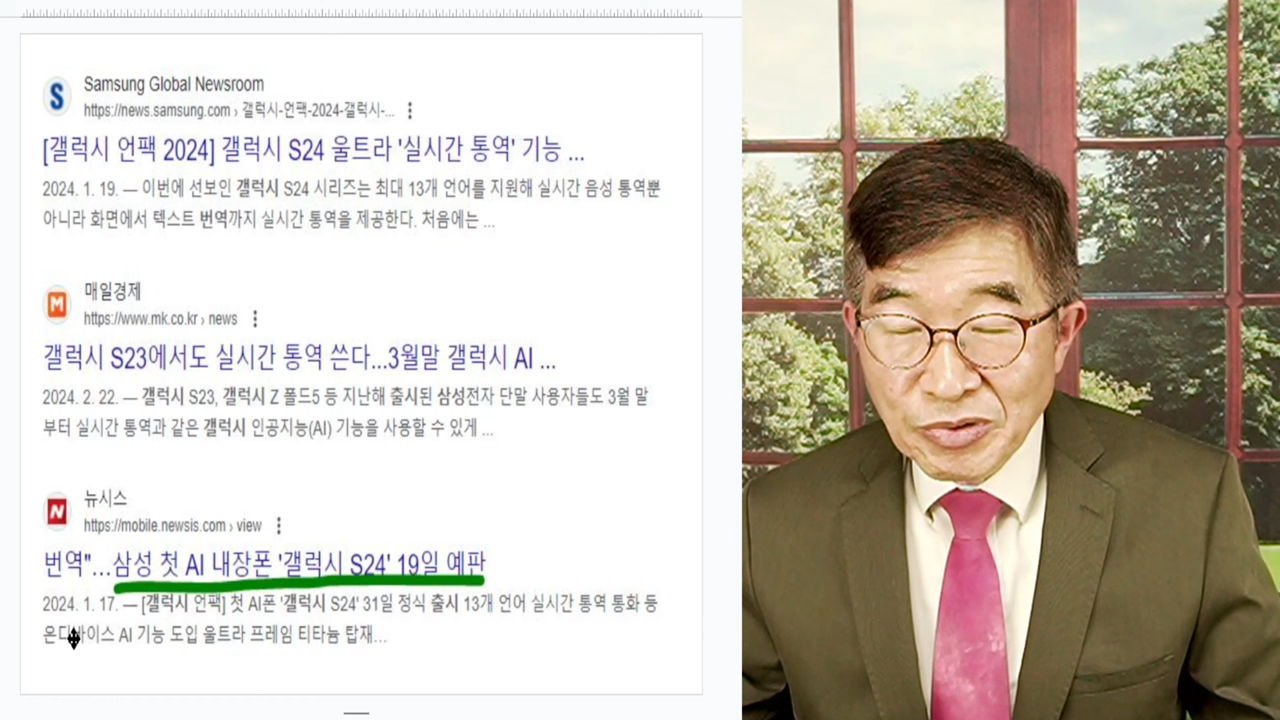 S
Samsung Global Newsroom
https://news.samsung.com › 갤럭시-언팩-2024-갤럭시-...
[갤럭시 언팩 2024] 갤럭시 S24 울트라 '실시간 통역' 기능 ...
2024. 1. 19. — 이번에 선보인 갤럭시 S24 시리즈는 최대 13개 언어를 지원해 실시간 음성 통역뿐
아니라 화면에서 텍스트 번역까지 실시간 통역을 제공한다. 처음에는 ...
M
매일경제
https://www.mk.co.kr › news
갤럭시 S23에서도 실시간 통역 쓴다...3월말 갤럭시 AI ...
2024. 2. 22. — 갤럭시 S23, 갤럭시 Z 폴드5 등 지난해 출시된 삼성전자 단말 사용자들도 3월 말
부터 실시간 통역과 같은 갤럭시 인공지능(AI) 기능을 사용할 수 있게 ...
N
뉴시스
https://mobile.newsis.com › view
번역"...삼성 첫 AI 내장폰 '갤럭시 S24' 19일 예판
2024. 1. 17. — [갤럭시 언팩] 첫 AI폰 '갤럭시 S24' 31일 정식 출시 13개 언어 실시간 통역 통화 등
온디바이스 AI 기능 도입 울트라 프레임 티타늄 탑재...